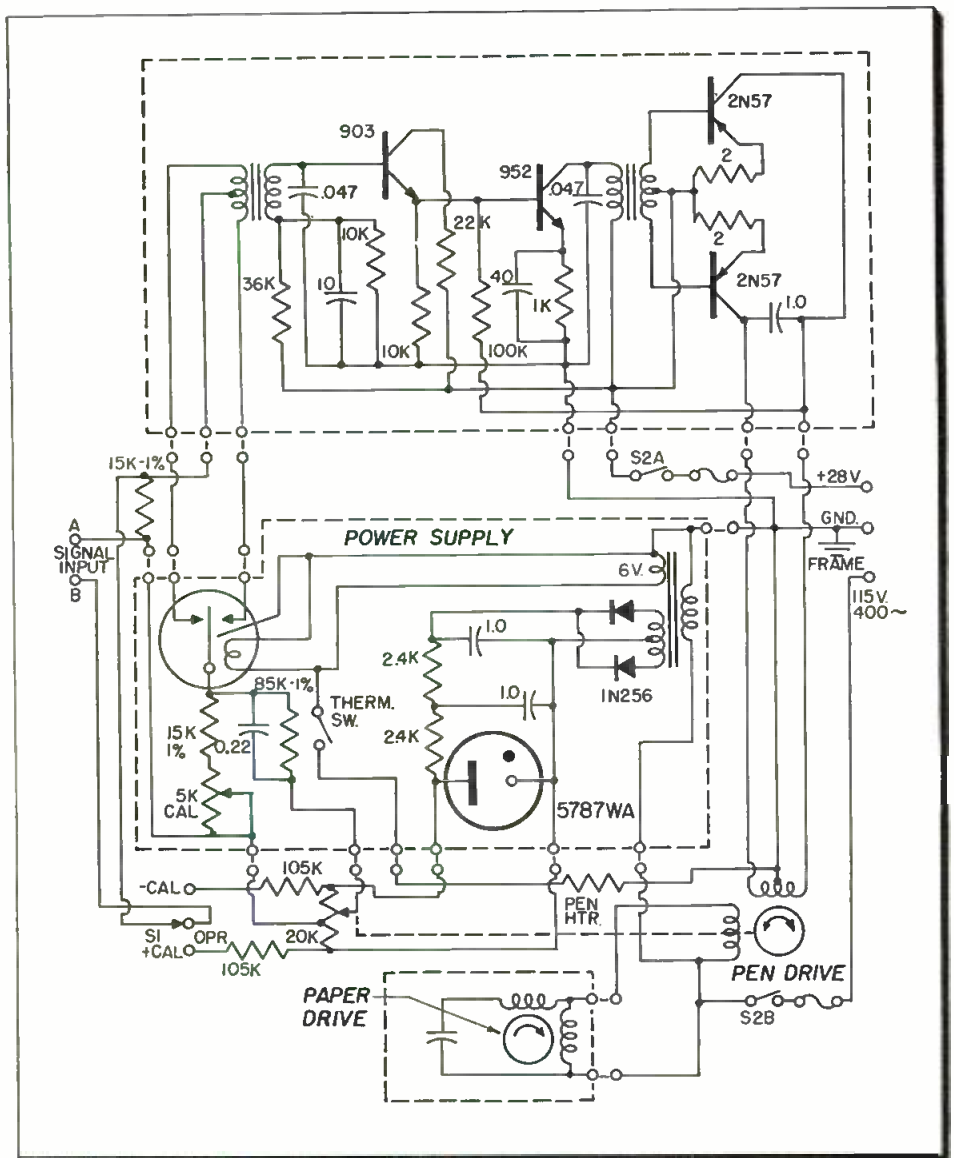 903
2N57
2
952
.047
.047
22K
10K
2
2N57
36K
10
40
1K
1.0
10K
100K
15K-1%
S2A
+28V
A
SIGNAL
INPUT
B
POWER SUPPLY
GND.
FRAME
6V.
115V.
400~
1.0
2.4K
85K-1%
THERM.
SW.
1.0
1N256
15K
1%
0.22
24K
5K
CAL
5787WA
105K
-CAL
PEN
HTR.
S1
OPR
20K
+CAL
105K
PEN DRIVE
PAPER
DRIVE
S2B